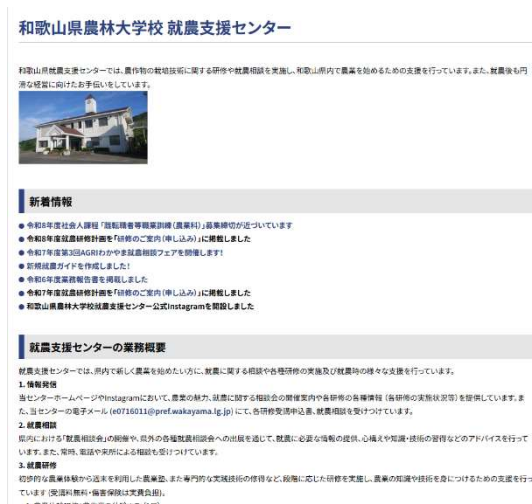 和歌山県農林大学校 就農支援センター
和歌山県就農支援センターでは、農作物の栽培技術に関する研修や就農相談を実施し、和歌山県内で農業を始めるための支援を行っています。また、就農後も円
滑な経営に向けたお手伝いをしています。
新着情報
● 令和8年度社会人課程「離転職者等職業訓練(農業科)」募集締切が近づいています
● 令和8年度就農研修計画を「研修のご案内(申し込み)」に掲載しました
● 令和7年度第3回AGRIわかやま就農相談フェアを開催します！
● 新規就農ガイドを作成しました！
● 令和6年度業務報告書を掲載しました
● 令和7年度就農研修計画を「研修のご案内(申し込み)」に掲載しました
● 和歌山県農林大学校就農支援センター公式Instagramを開設しました
就農支援センターの業務概要
就農支援センターでは、県内で新しく農業を始めたい方に、就農に関する相談や各種研修の実施及び就農時の様々な支援を行っています。
1. 情報発信
当センターホームページやInstagramにおいて、農業の魅力、就農に関する相談会の開催案内や各研修の各種情報（各研修の実施状況等）を提供しています。ま
た、当センターの電子メール (e0716011@pref.wakayama.lg.jp) にて、各研修受講申込書、就農相談を受けつけています。
2. 就農相談
県内における「就農相談会」の開催や、県外の各種就農相談会への出展を通じて、就農に必要な情報の提供、心構えや知識・技術の習得などのアドバイスを行って
います。また、常時、電話や来所による相談も受けつけています。
3. 就農研修
初歩的な農業体験から週末を利用した農業塾、また専門的な実践技術の修得など、段階に応じた研修を実施し、農業の知識や技術を身につけるための支援を行っ
ています (受講料無料・傷害保険は実費負担)。